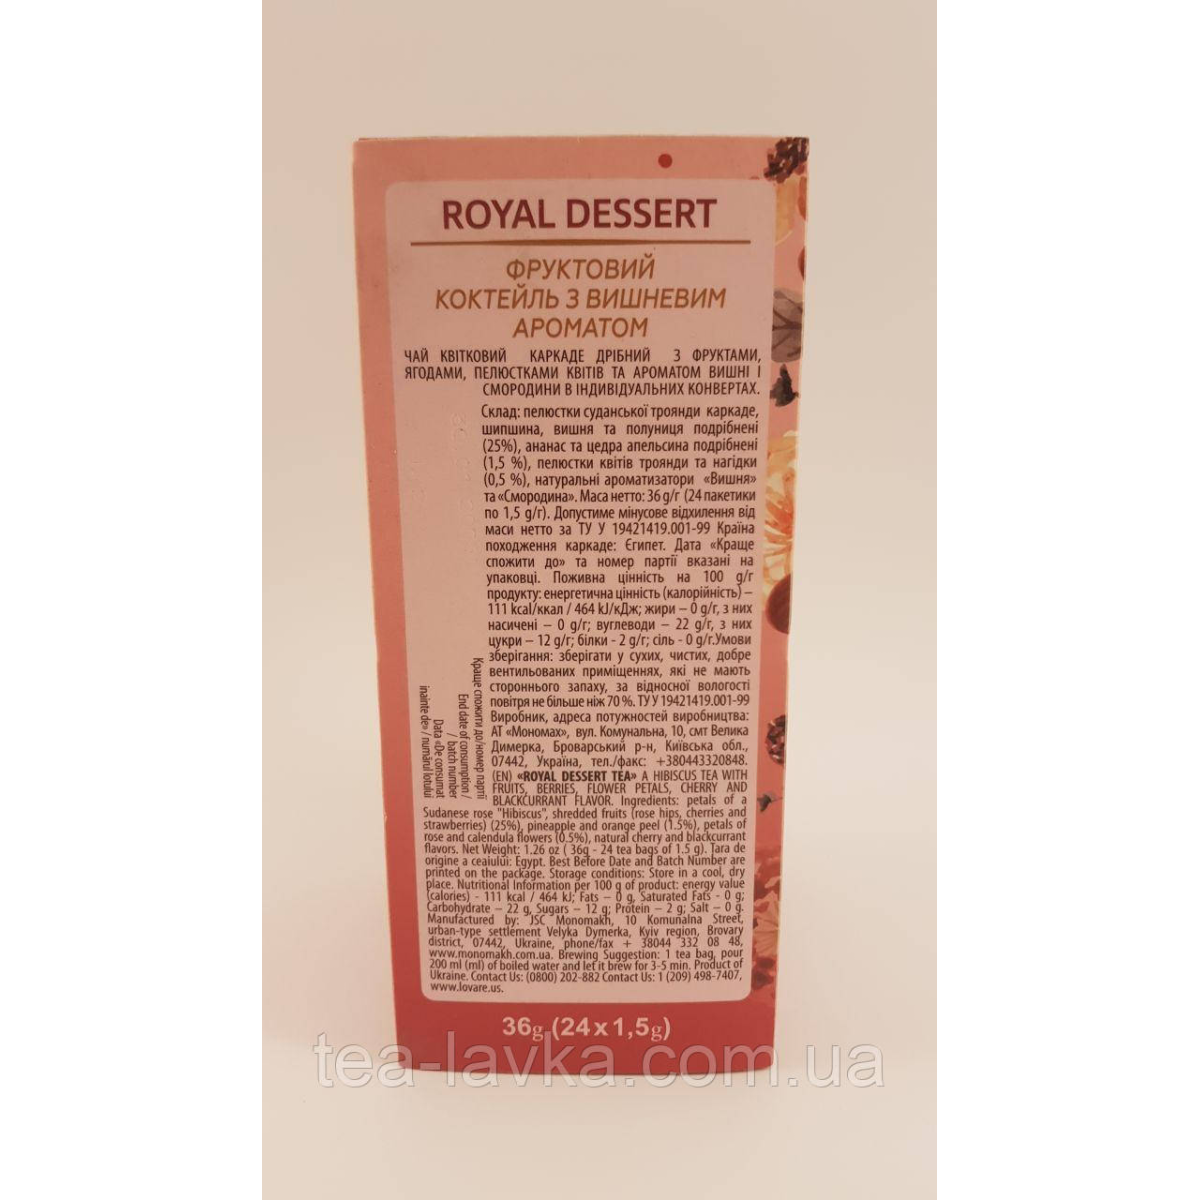 ROYAL DESSERT
ФРУКТОВИЙ
КОКТЕЙЛЬ З ВИШНЕВИМ
АРОМАТОМ
ЧАЙ КВІТКОВИЙ КАРКАДЕ ДРІБНИЙ З ФРУКТАМИ,
ЯГОДАМИ, ПЕЛЮСТКАМИ КВІТІВ ТА АРОМАТОМ ВИШНІ І
СМОРОДИНИ В ІНДИВІДУАЛЬНИХ КОНВЕРТАХ.
Склад: пелюстки суданської троянди каркаде,
шипшина, вишня та полуниця подрібнені
(25%), ананас та цедра апельсина подрібнені
(1,5 %), пелюстки квітів троянди та нагідки
(0,5 %), натуральні ароматизатори «Вишня»
та «Смородина». Маса нетто: 36 g/г (24 пакетики
по 1,5 g/г). Допустиме мінусове відхилення від
маси нетто за ТУ У 19421419.001-99 Країна
походження каркаде: Єгипет. Дата «Краще
спожити до» та номер партії вказані на
упаковці. Поживна цінність на 100 g/г
продукту: енергетична цінність (калорійність) –
111 kcal/ккал / 464 kJ/кДж; жири – 0 g/г, з них
насичені – 0 g/г; вуглеводи – 22 g/г, з них
цукри – 12 g/г; білки - 2 g/г; сіль - 0 g/г.Умови
зберігання: зберігати у сухих, чистих, добре
вентильованих приміщеннях, які не мають
стороннього запаху, за відносної вологості
повітря не більше ніж 70 %. ТУ У 19421419.001-99
Виробник, адреса потужностей виробництва:
АТ «Мономах», вул. Комунальна, 10, смт Велика
Димерка, Броварський р-н, Київська обл.,
07442, Україна, тел./факс: +380443320848.
(EN) «ROYAL DESSERT TEA» A HIBISCUS TEA WITH
FRUITS, BERRIES, FLOWER PETALS, CHERRY AND
BLACKCURRANT FLAVOR. Ingredients: petals of a
Sudanese rose "Hibiscus", shredded fruits (rose hips, cherries and
strawberries) (25%), pineapple and orange peel (1.5%), petals of
rose and calendula flowers (0.5%), natural cherry and blackcurrant
flavors. Net Weight: 1.26 oz ( 36g - 24 tea bags of 1.5 g). Tara de
origine a ceaiului: Egypt. Best Before Date and Batch Number are
printed on the package. Storage conditions: Store in a cool, dry
place. Nutritional Information per 100 g of product: energy value
(calories) - 111 kcal / 464 kJ; Fats – 0 g, Saturated Fats - 0 g;
Carbohydrate – 22 g, Sugars – 12 g; Protein – 2 g; Salt – 0 g.
Manufactured by: JSC Monomakh, 10 Komunalna Street,
urban-type settlement Velyka Dymerka, Kyiv region, Brovary
district, 07442, Ukraine, phone/fax + 38044 332 08 48,
www.monomakh.com.ua. Brewing Suggestion: 1 tea bag, pour
200 ml (ml) of boiled water and let it brew for 3-5 min. Product of
Ukraine. Contact Us: (0800) 202-882 Contact Us: 1 (209) 498-7407,
www.lovare.us.
Краще спожити до/номер партії
End date of consumption /
/ batch number
Data «De consumat
inainte de» / numărul lotului
36g (24 x 1,5g)
tea-lavka.com.ua